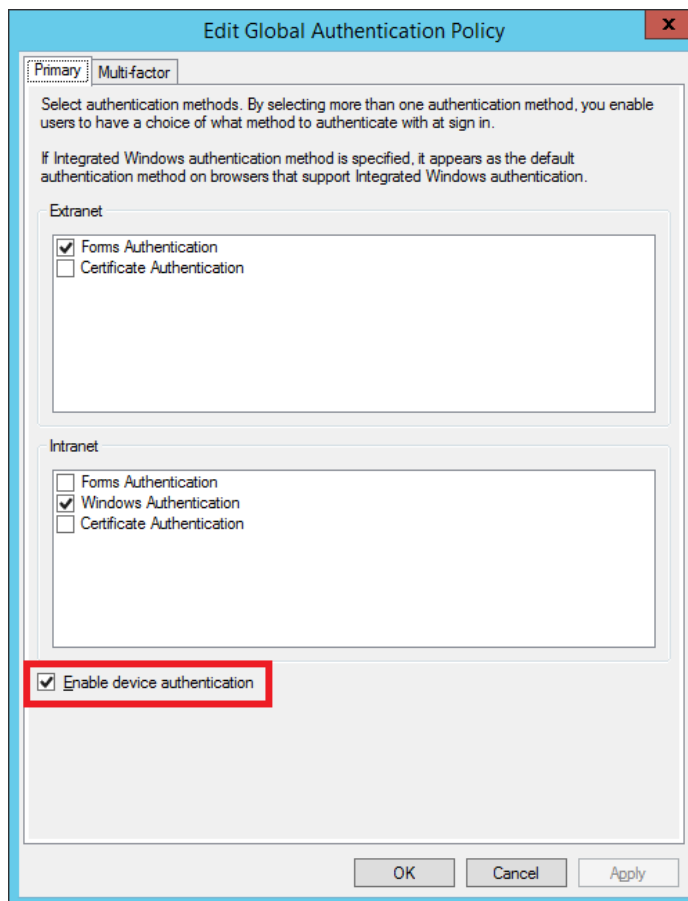 Edit Global Authentication Policy
x
Primary
Multi-factor
Select authentication methods. By selecting more than one authentication method, you enable
users to have a choice of what method to authenticate with at sign in.
If Integrated Windows authentication method is specified, it appears as the default
authentication method on browsers that support Integrated Windows authentication.
Extranet
Forms Authentication
Certificate Authentication
Intranet
Forms Authentication
Windows Authentication
Certificate Authentication
Enable device authentication
OK
Cancel
Apply